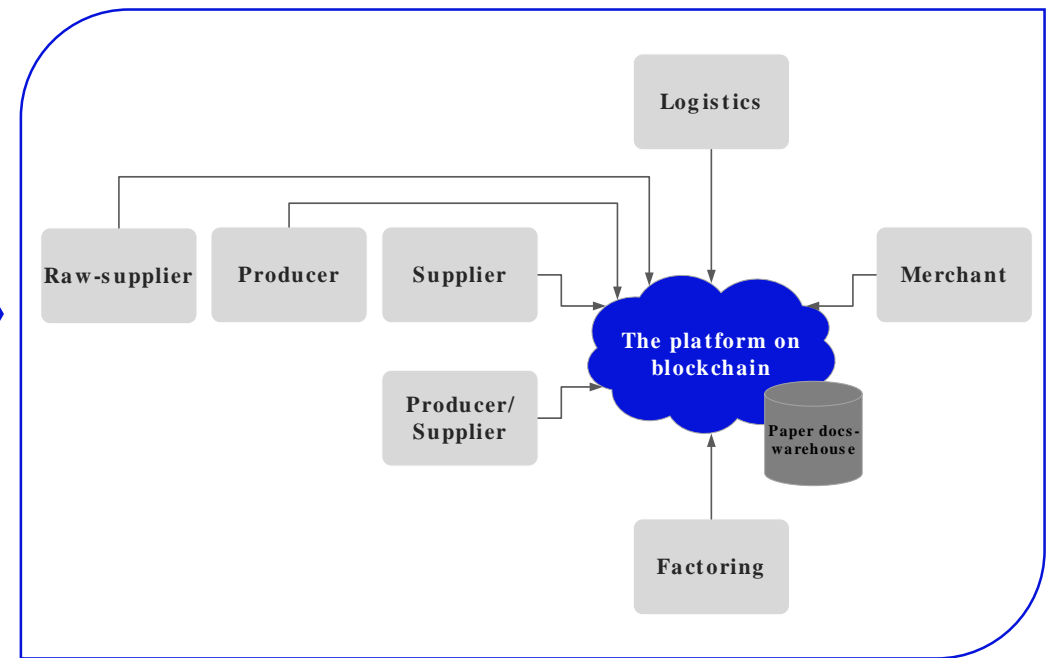 Logistics
Raw-supplier
Producer
Supplier
Merchant
The platform on
blockchain
Producer/
Supplier
Paper docs-
warehouse
Factoring